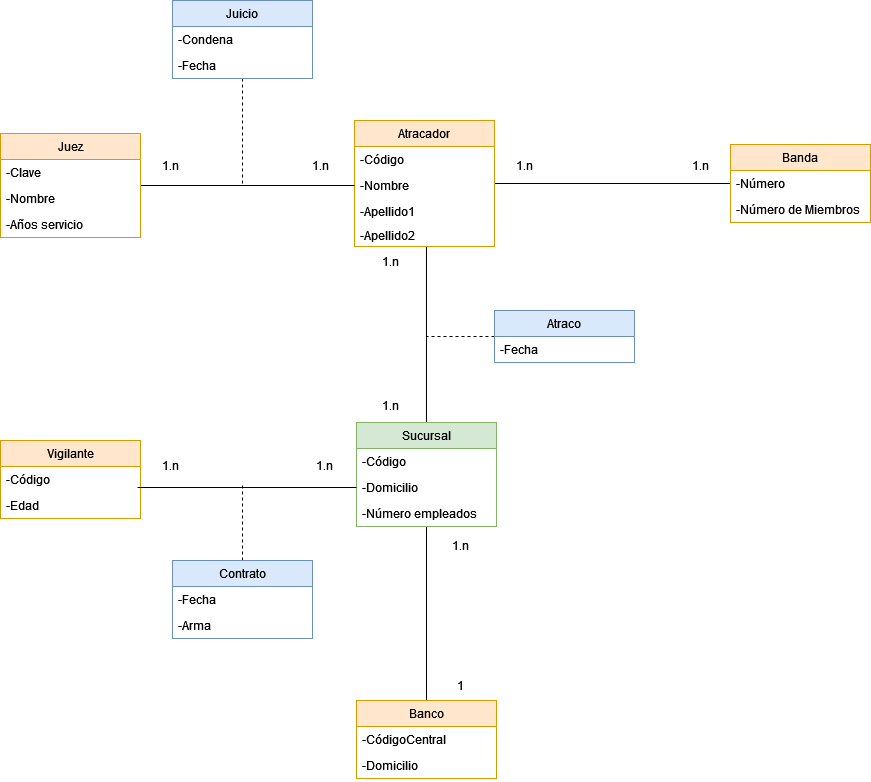 Juicio
-Condena
-Fecha
Juez
-Clave
-Nombre
-Años servicio
1.n
1.n
Atracador
-Código
-Nombre
-Apellido1
-Apellido2
1.n
1.n
Banda
-Número
-Número de Miembros
1.n
Atraco
-Fecha
1.n
Vigilante
-Código
-Edad
1.n
1.n
Sucursal
-Código
-Domicilio
-Número empleados
1.n
Contrato
-Fecha
-Arma
1
Banco
-CódigoCentral
-Domicilio